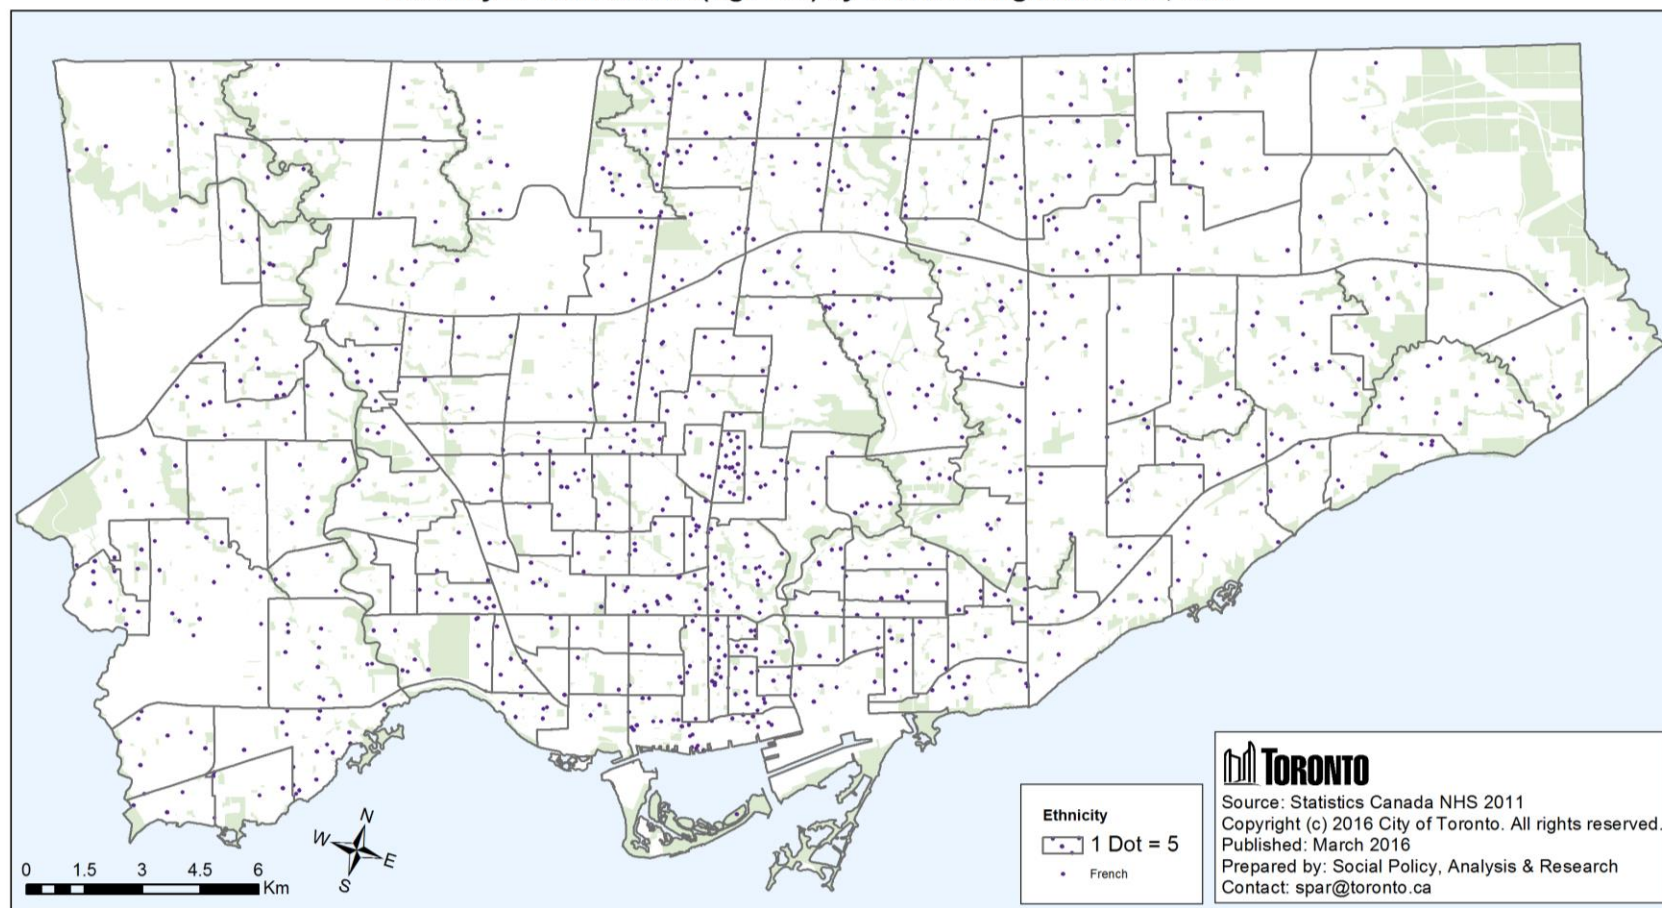 N
W
E
S
0 1.5 3 4.5 6
Km
Ethnicity
1 Dot = 5
French
TORONTO
Source: Statistics Canada NHS 2011
Copyright (c) 2016 City of Toronto. All rights reserved.
Published: March 2016
Prepared by: Social Policy, Analysis & Research
Contact: spar@toronto.ca